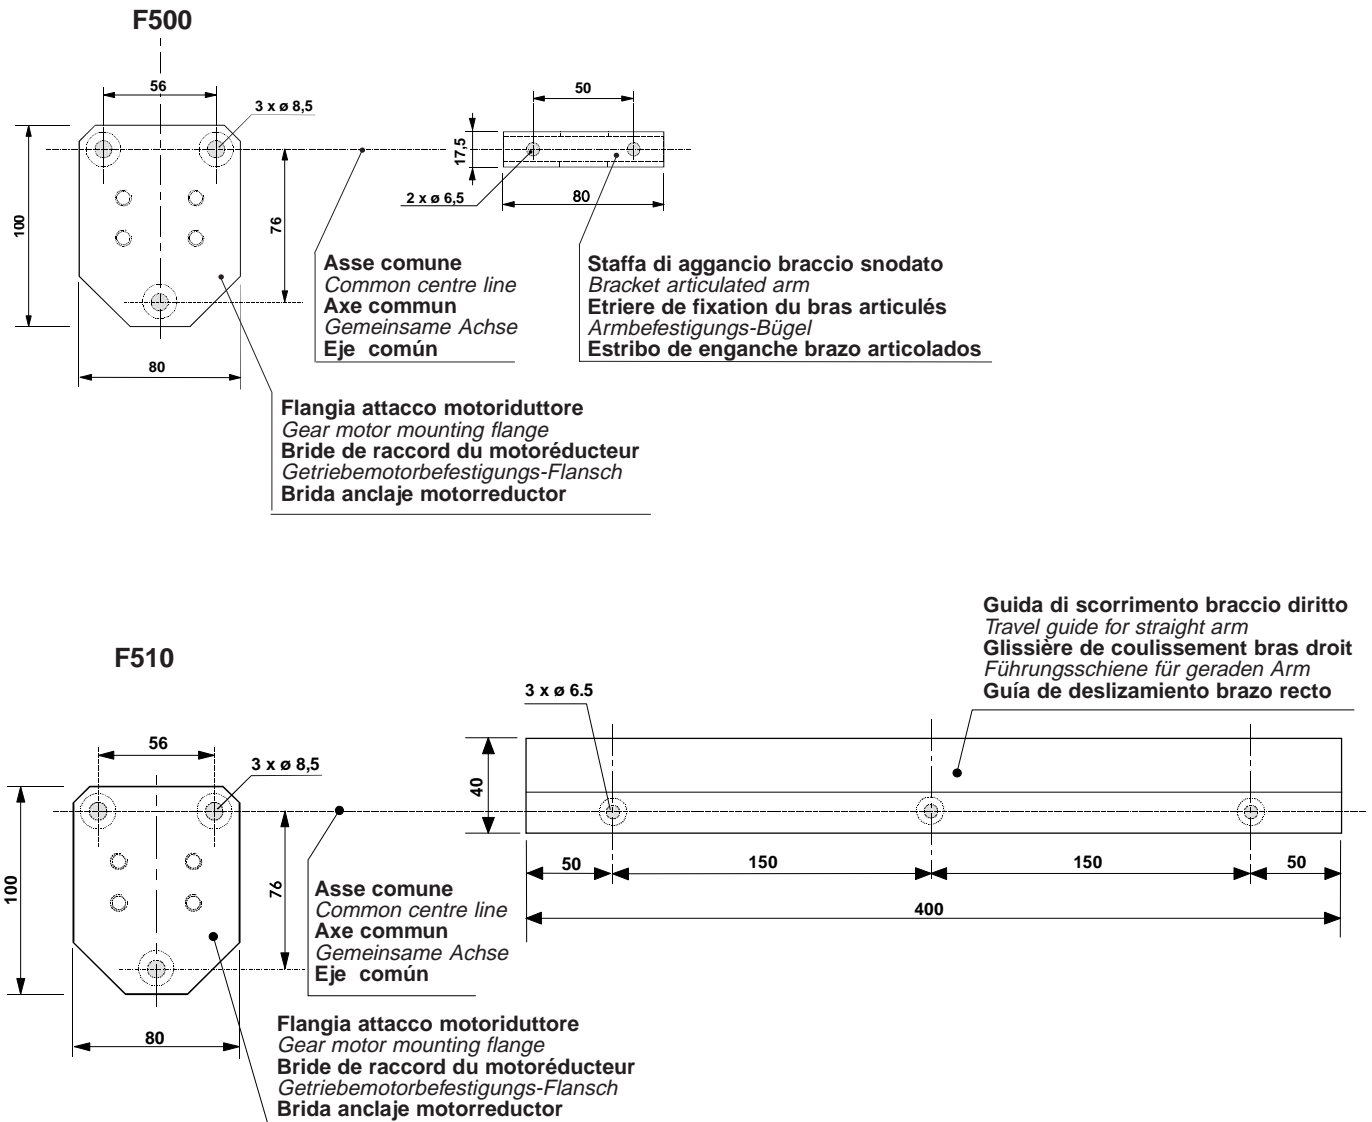 F500
56
3 x ø 8,5
100
76
80
50
17,5
2 x ø 6,5
80
Asse comune
Common centre line
Axe commun
Gemeinsame Achse
Eje común
Staffa di aggancio braccio snodato
Bracket articulated arm
Etriere de fixation du bras articulés
Armbefestigungs-Bügel
Estribo de enganche brazo articolados
Flangia attacco motoriduttore
Gear motor mounting flange
Bride de raccord du motoréducteur
Getriebemotorbefestigungs-Flansch
Brida anclaje motorreductor
F510
56
3 x ø 8,5
100
76
80
Guida di scorrimento braccio diritto
Travel guide for straight arm
Glissière de coulissement bras droit
Führungsschiene für geraden Arm
Guía de deslizamiento brazo recto
3 x ø 6.5
40
50
150
150
50
400
Asse comune
Common centre line
Axe commun
Gemeinsame Achse
Eje común
Flangia attacco motoriduttore
Gear motor mounting flange
Bride de raccord du motoréducteur
Getriebemotorbefestigungs-Flansch
Brida anclaje motorreductor